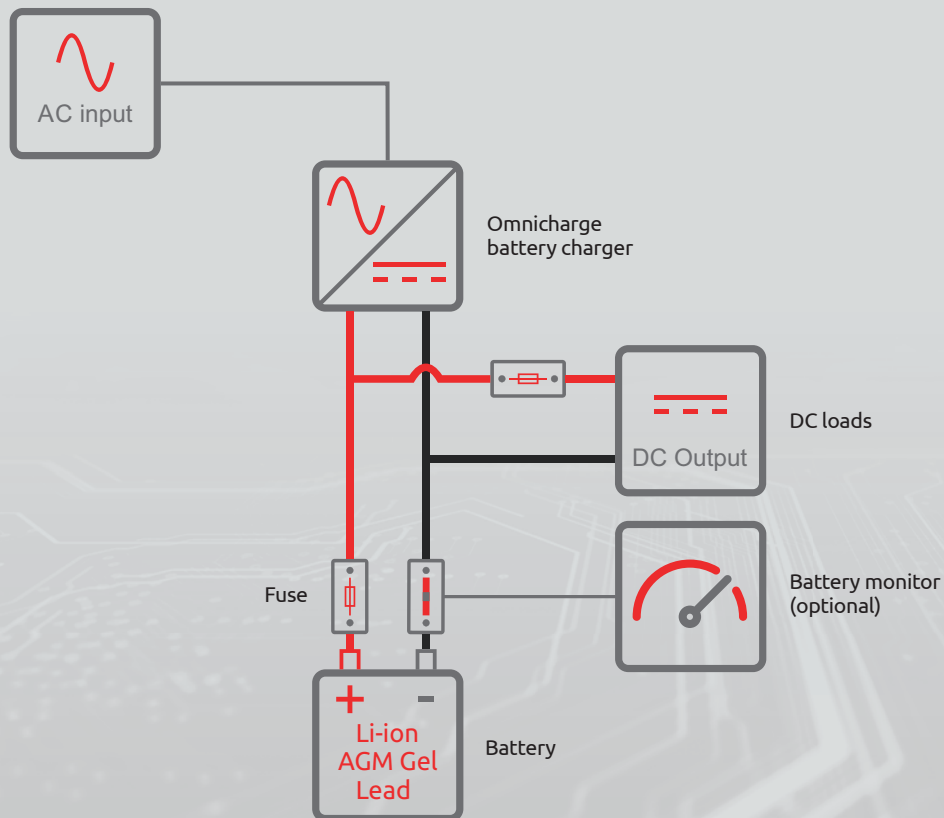 AC input
Omnicharge
battery charger
DC loads
DC Output
Fuse
Battery monitor
(optional)
+ -
Li-ion
AGM Gel
Lead
Battery